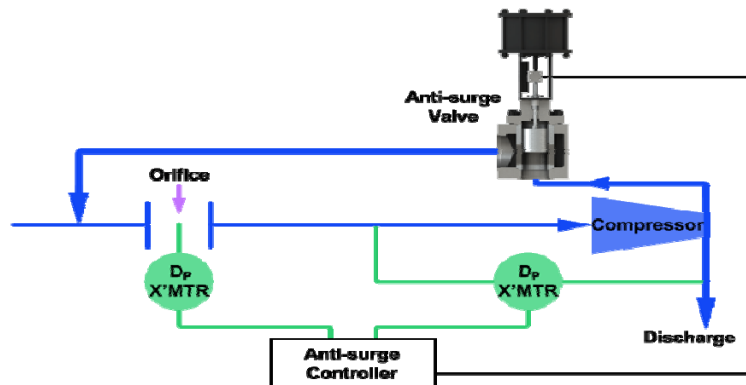 Anti-surge
Valve
Orifice
Compressor
DP
X'MTR
DP
X'MTR
Discharge
Anti-surge
Controller